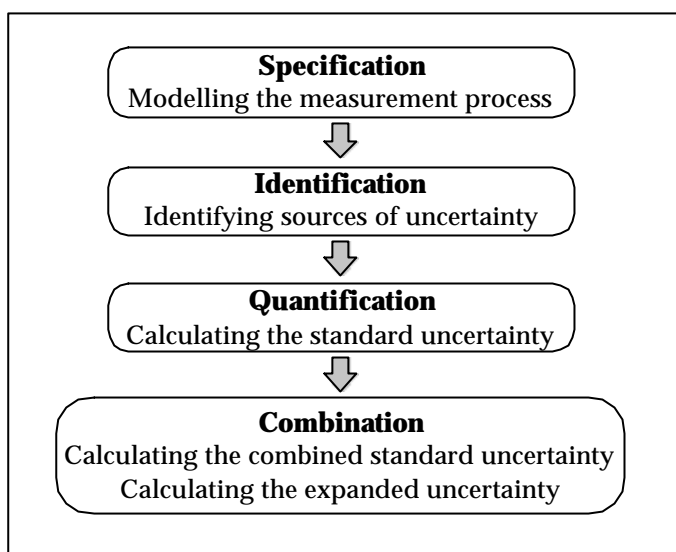 Specification
Modelling the measurement process
Identification
Identifying sources of uncertainty
Quantification
Calculating the standard uncertainty
Combination
Calculating the combined standard uncertainty
Calculating the expanded uncertainty